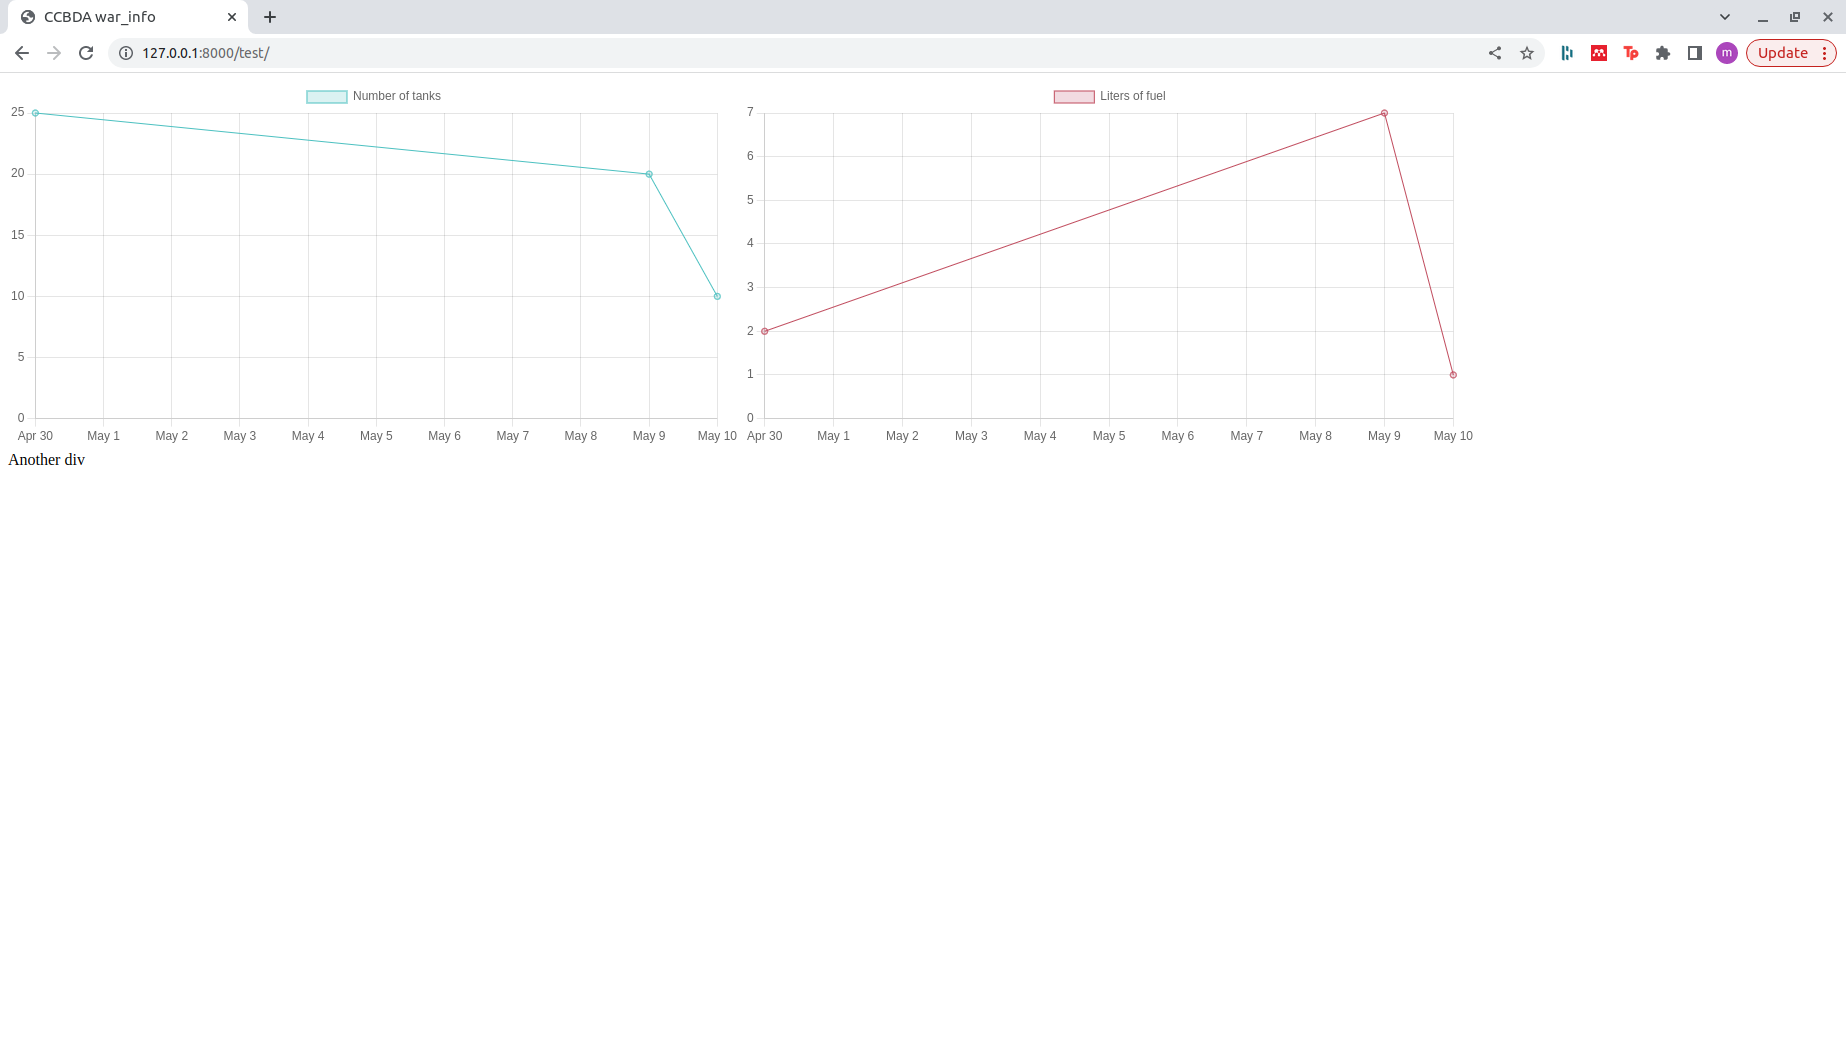 CCBDA war_info
127.0.0.1:8000/test/
m
Update
Number of tanks
25
20
15
10
5
0
Apr 30 May 1 May 2 May 3 May 4 May 5 May 6 May 7 May 8 May 9 May 10
Liters of fuel
7
6
5
4
3
2
1
0
Apr 30 May 1 May 2 May 3 May 4 May 5 May 6 May 7 May 8 May 9 May 10
Another div